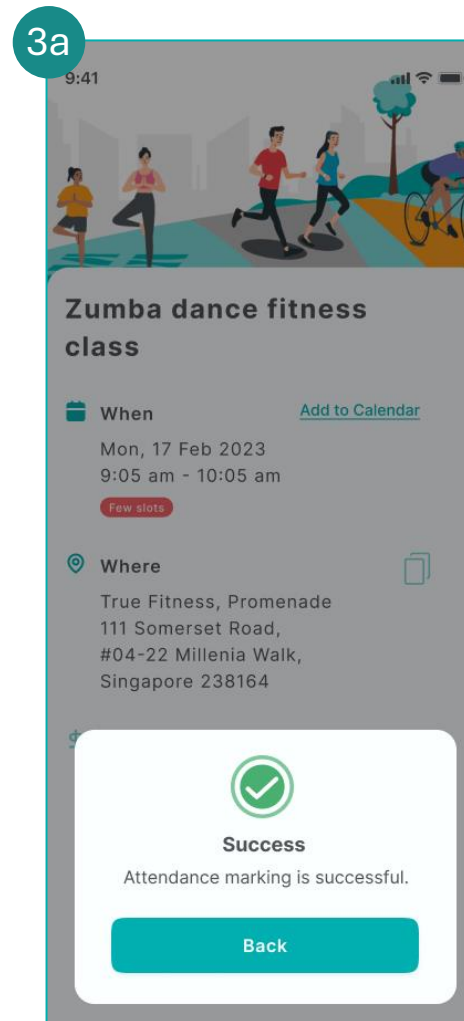 3a
9:41
Zumba dance fitness
class
When
Add to Calendar
Mon, 17 Feb 2023
9:05 am - 10:05 am
Few slots
Where
True Fitness, Promenade
111 Somerset Road,
#04-22 Millenia Walk,
Singapore 238164
Success
Attendance marking is successful.
Back